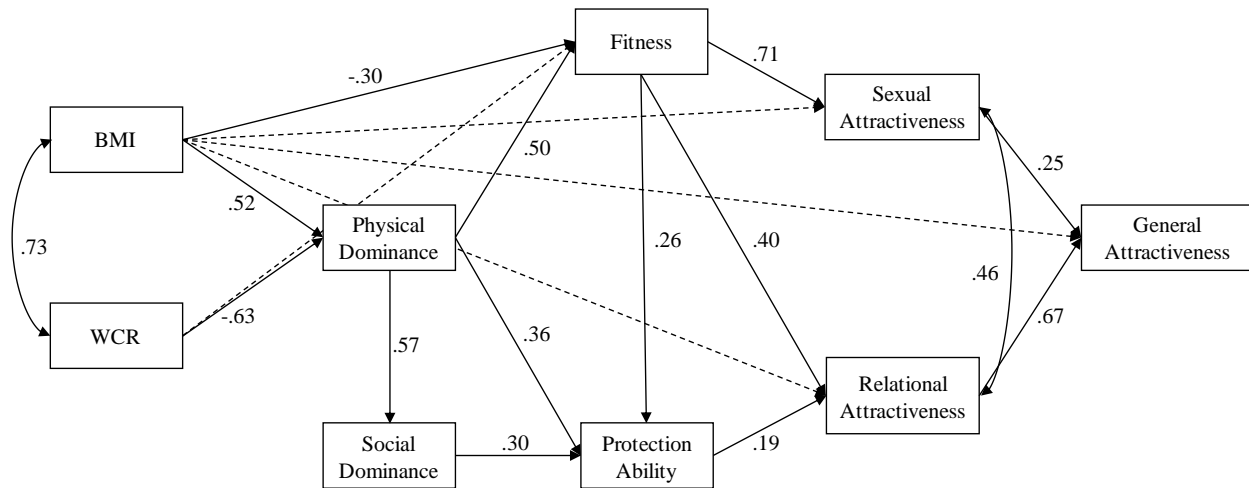 Fitness
-.30
.71
Sexual
Attractiveness
BMI
.50
.25
.52
Physical
Dominance
General
Attractiveness
.26
.40
.73
.46
-.63
WCR
.67
.57
.36
Relational
Attractiveness
Social
Dominance
.30
Protection
Ability
.19